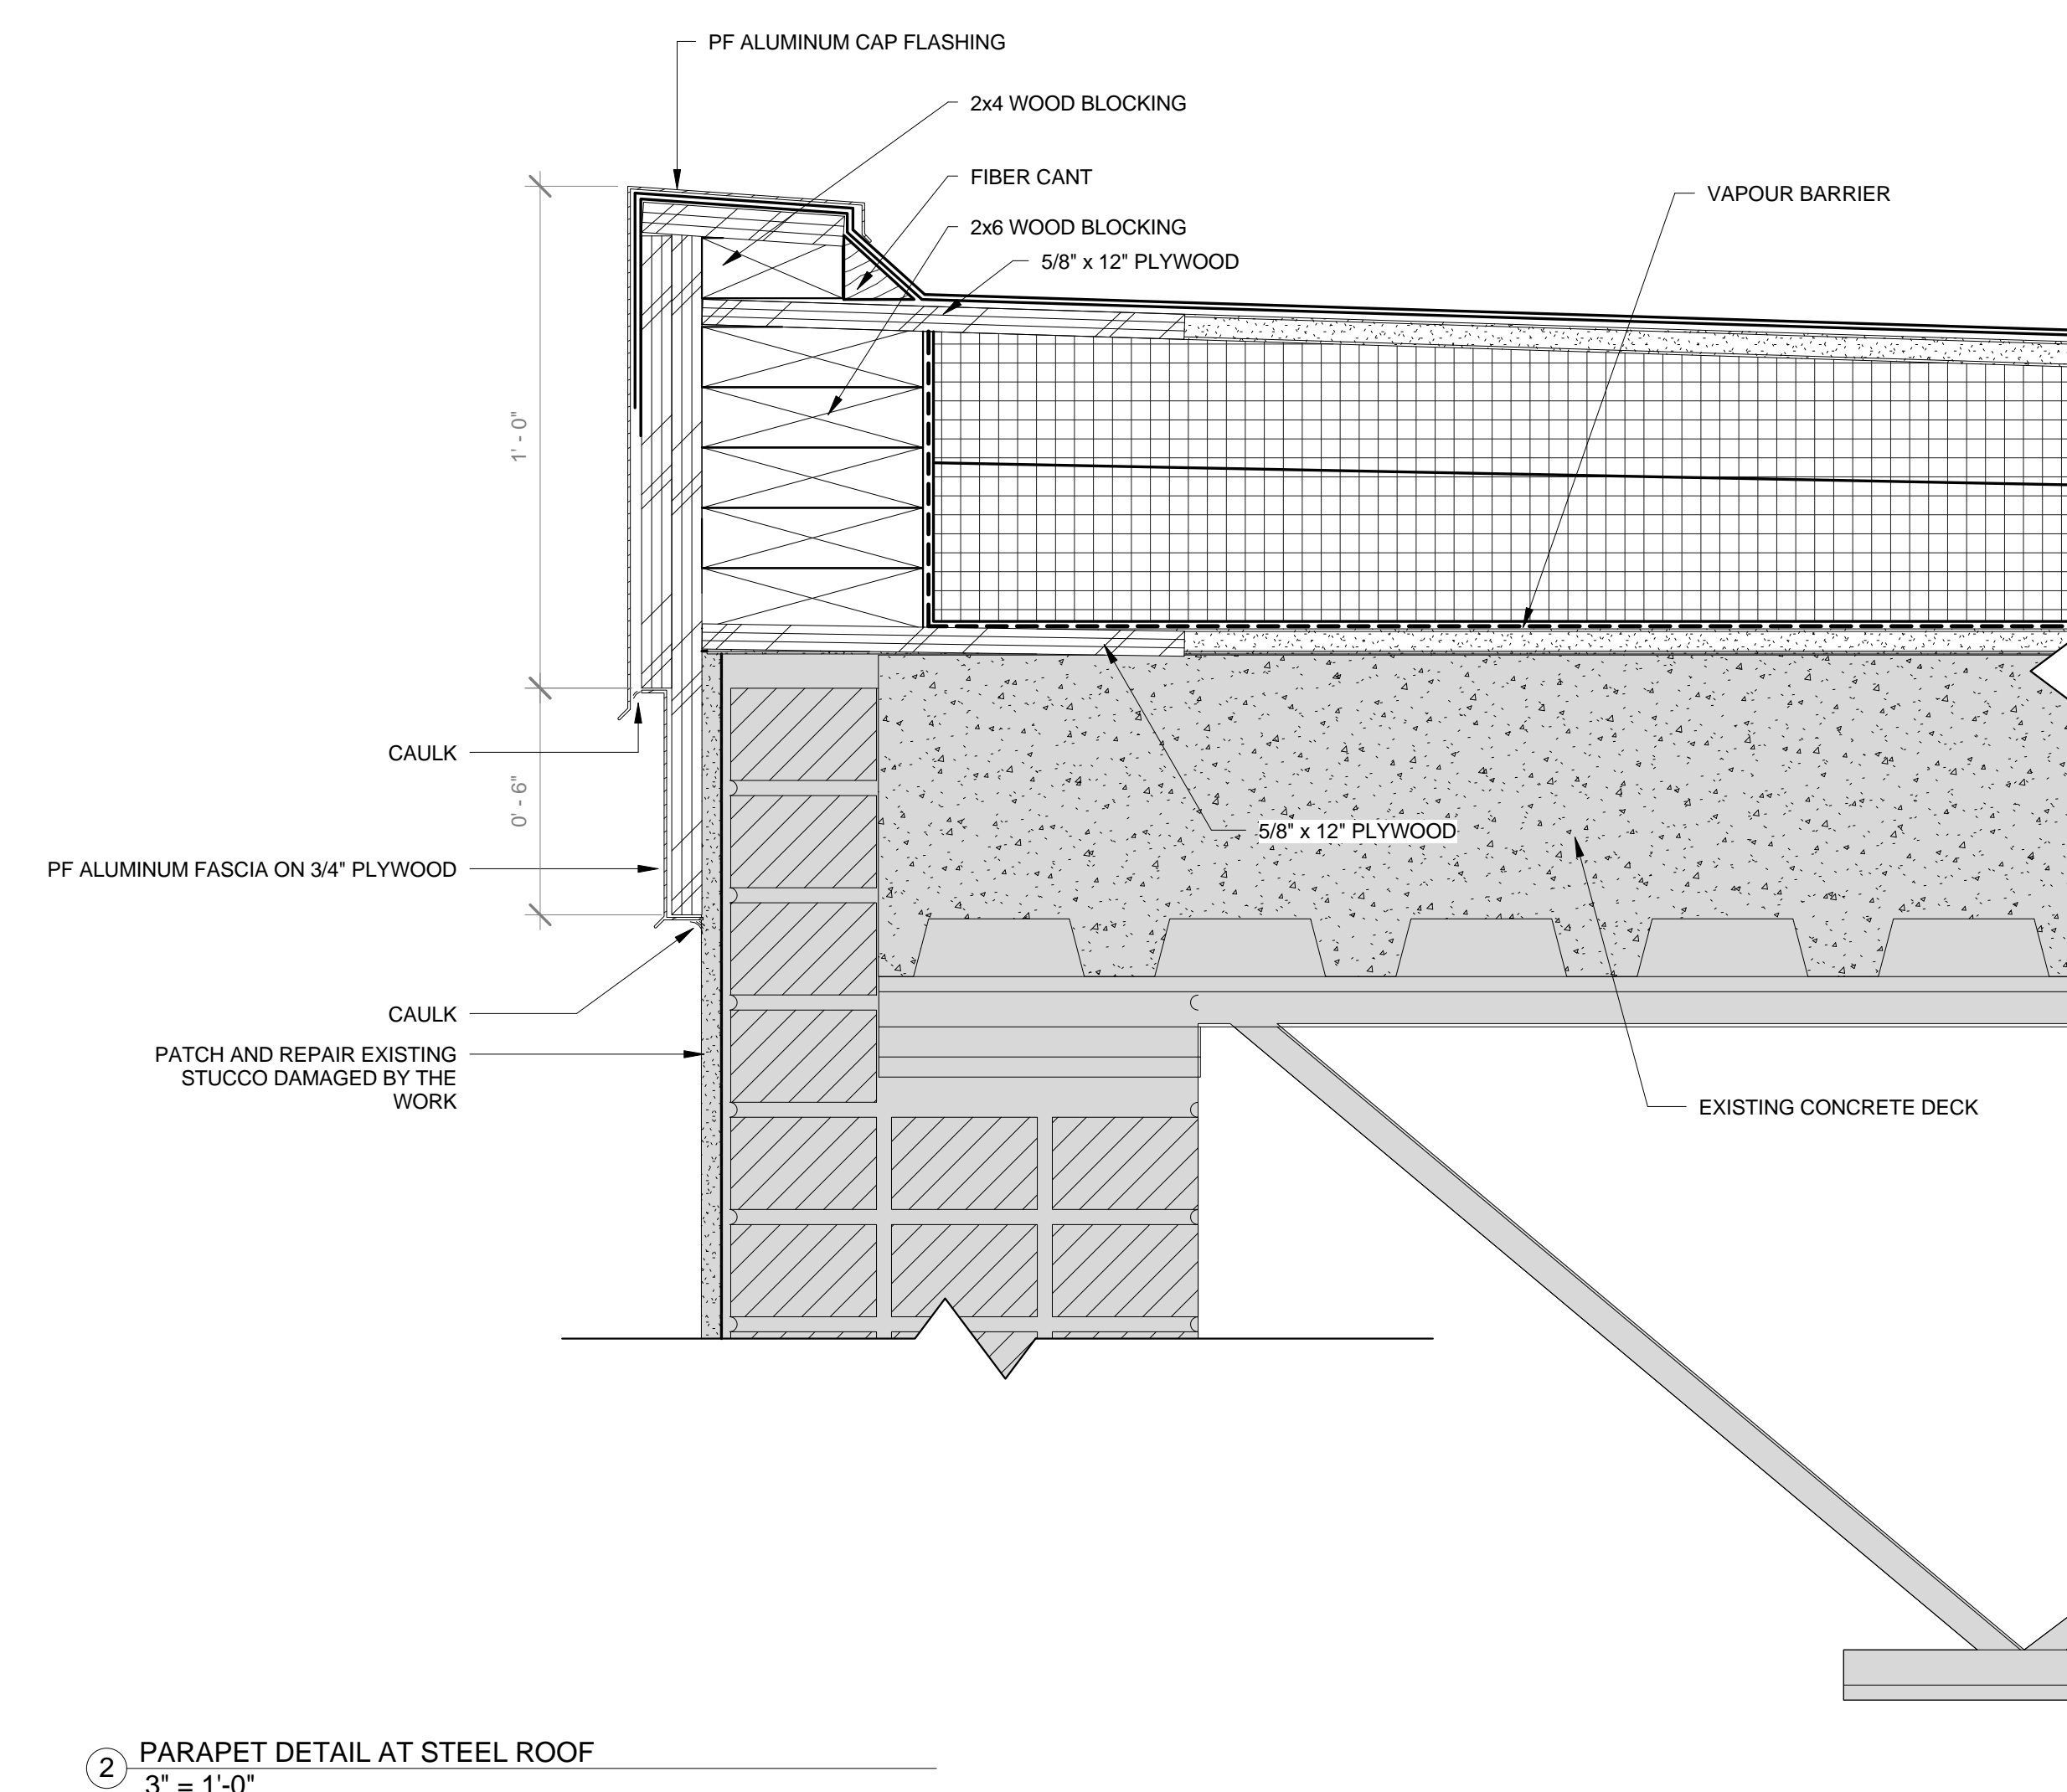 PF ALUMINUM CAP FLASHING
2x4 WOOD BLOCKING
FIBER CANT
VAPOUR BARRIER
2x6 WOOD BLOCKING
5/8" x 12" PLYWOOD
1' - 0"
CAULK
0' - 6"
5/8" x 12" PLYWOOD
PF ALUMINUM FASCIA ON 3/4" PLYWOOD
CAULK
PATCH AND REPAIR EXISTING
STUCCO DAMAGED BY THE
WORK
EXISTING CONCRETE DECK
2
PARAPET DETAIL AT STEEL ROOF
3" = 1'-0"